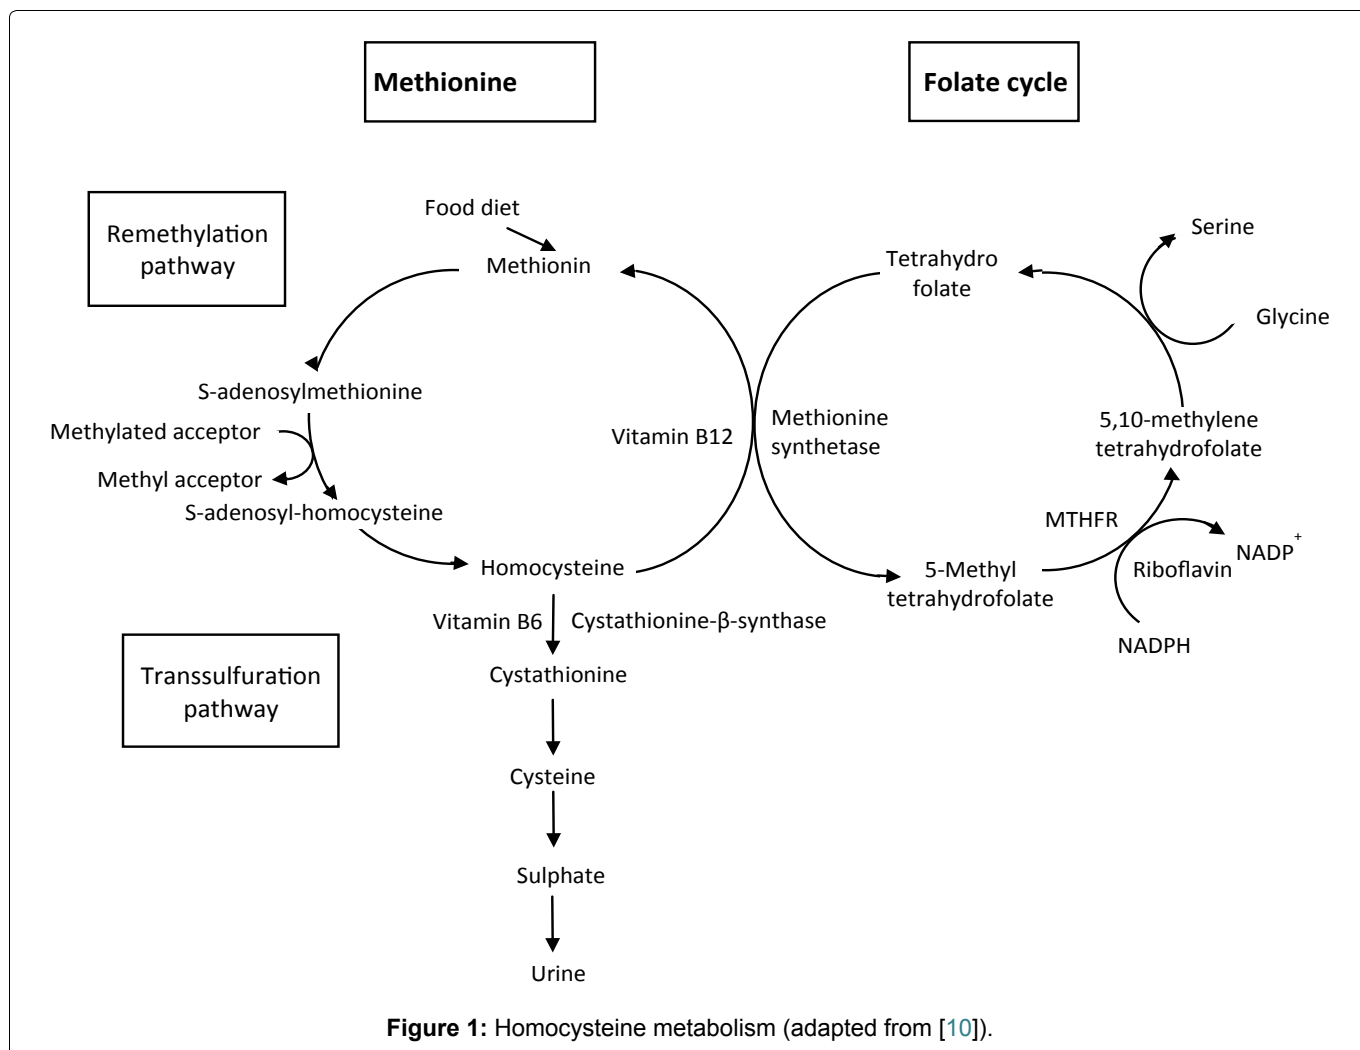 Methionine
Folate cycle
Remethylation
pathway
Food diet
Methionin
Tetrahydro
folate
Serine
Glycine
S-adenosylmethionine
Methylated acceptor
Methyl acceptor
S-adenosyl-homocysteine
Vitamin B12
Methionine
synthetase
5,10-methylene
tetrahydrofolate
MTHFR
NADP+
Riboflavin
NADPH
Homocysteine
5-Methyl
tetrahydrofolate
Vitamin B6
Cystathionine-β-synthase
Transsulfuration
pathway
Cystathionine
Cysteine
Sulphate
Urine
Figure 1: Homocysteine metabolism (adapted from [10]).